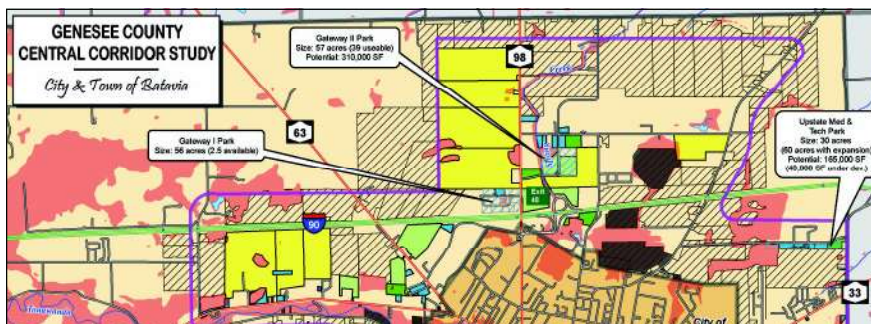 GENESEE COUNTY
CENTRAL CORRIDOR STUDY
City & Town of Batavia
Gateway II Park
Size: 57 acres (39 useable)
Potential: 310,000 SF
98
63
Gateway I Park
Size: 56 acres (2.5 available)
Upstate Med &
Tech Park
Size: 30 acres
(60 acres with expansion)
Potential: 165,000 SF
(40,000 SF under dev.)
Exit
48
90
33
City of